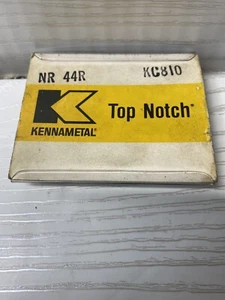 NR 44R KC810
Top Notch®
KENNAMETAL®